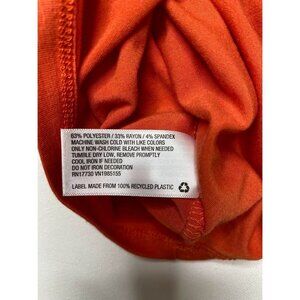 63% POLYESTER / 33% RAYON / 4% SPANDEX
MACHINE WASH COLD WITH LIKE COLORS
ONLY NON-CHLORINE BLEACH WHEN NEEDED
TUMBLE DRY LOW, REMOVE PROMPTLY
COOL IRON IF NEEDED
DO NOT IRON DECORATION
RN17730 VN1985155
LABEL MADE FROM 100% RECYCLED PLASTIC